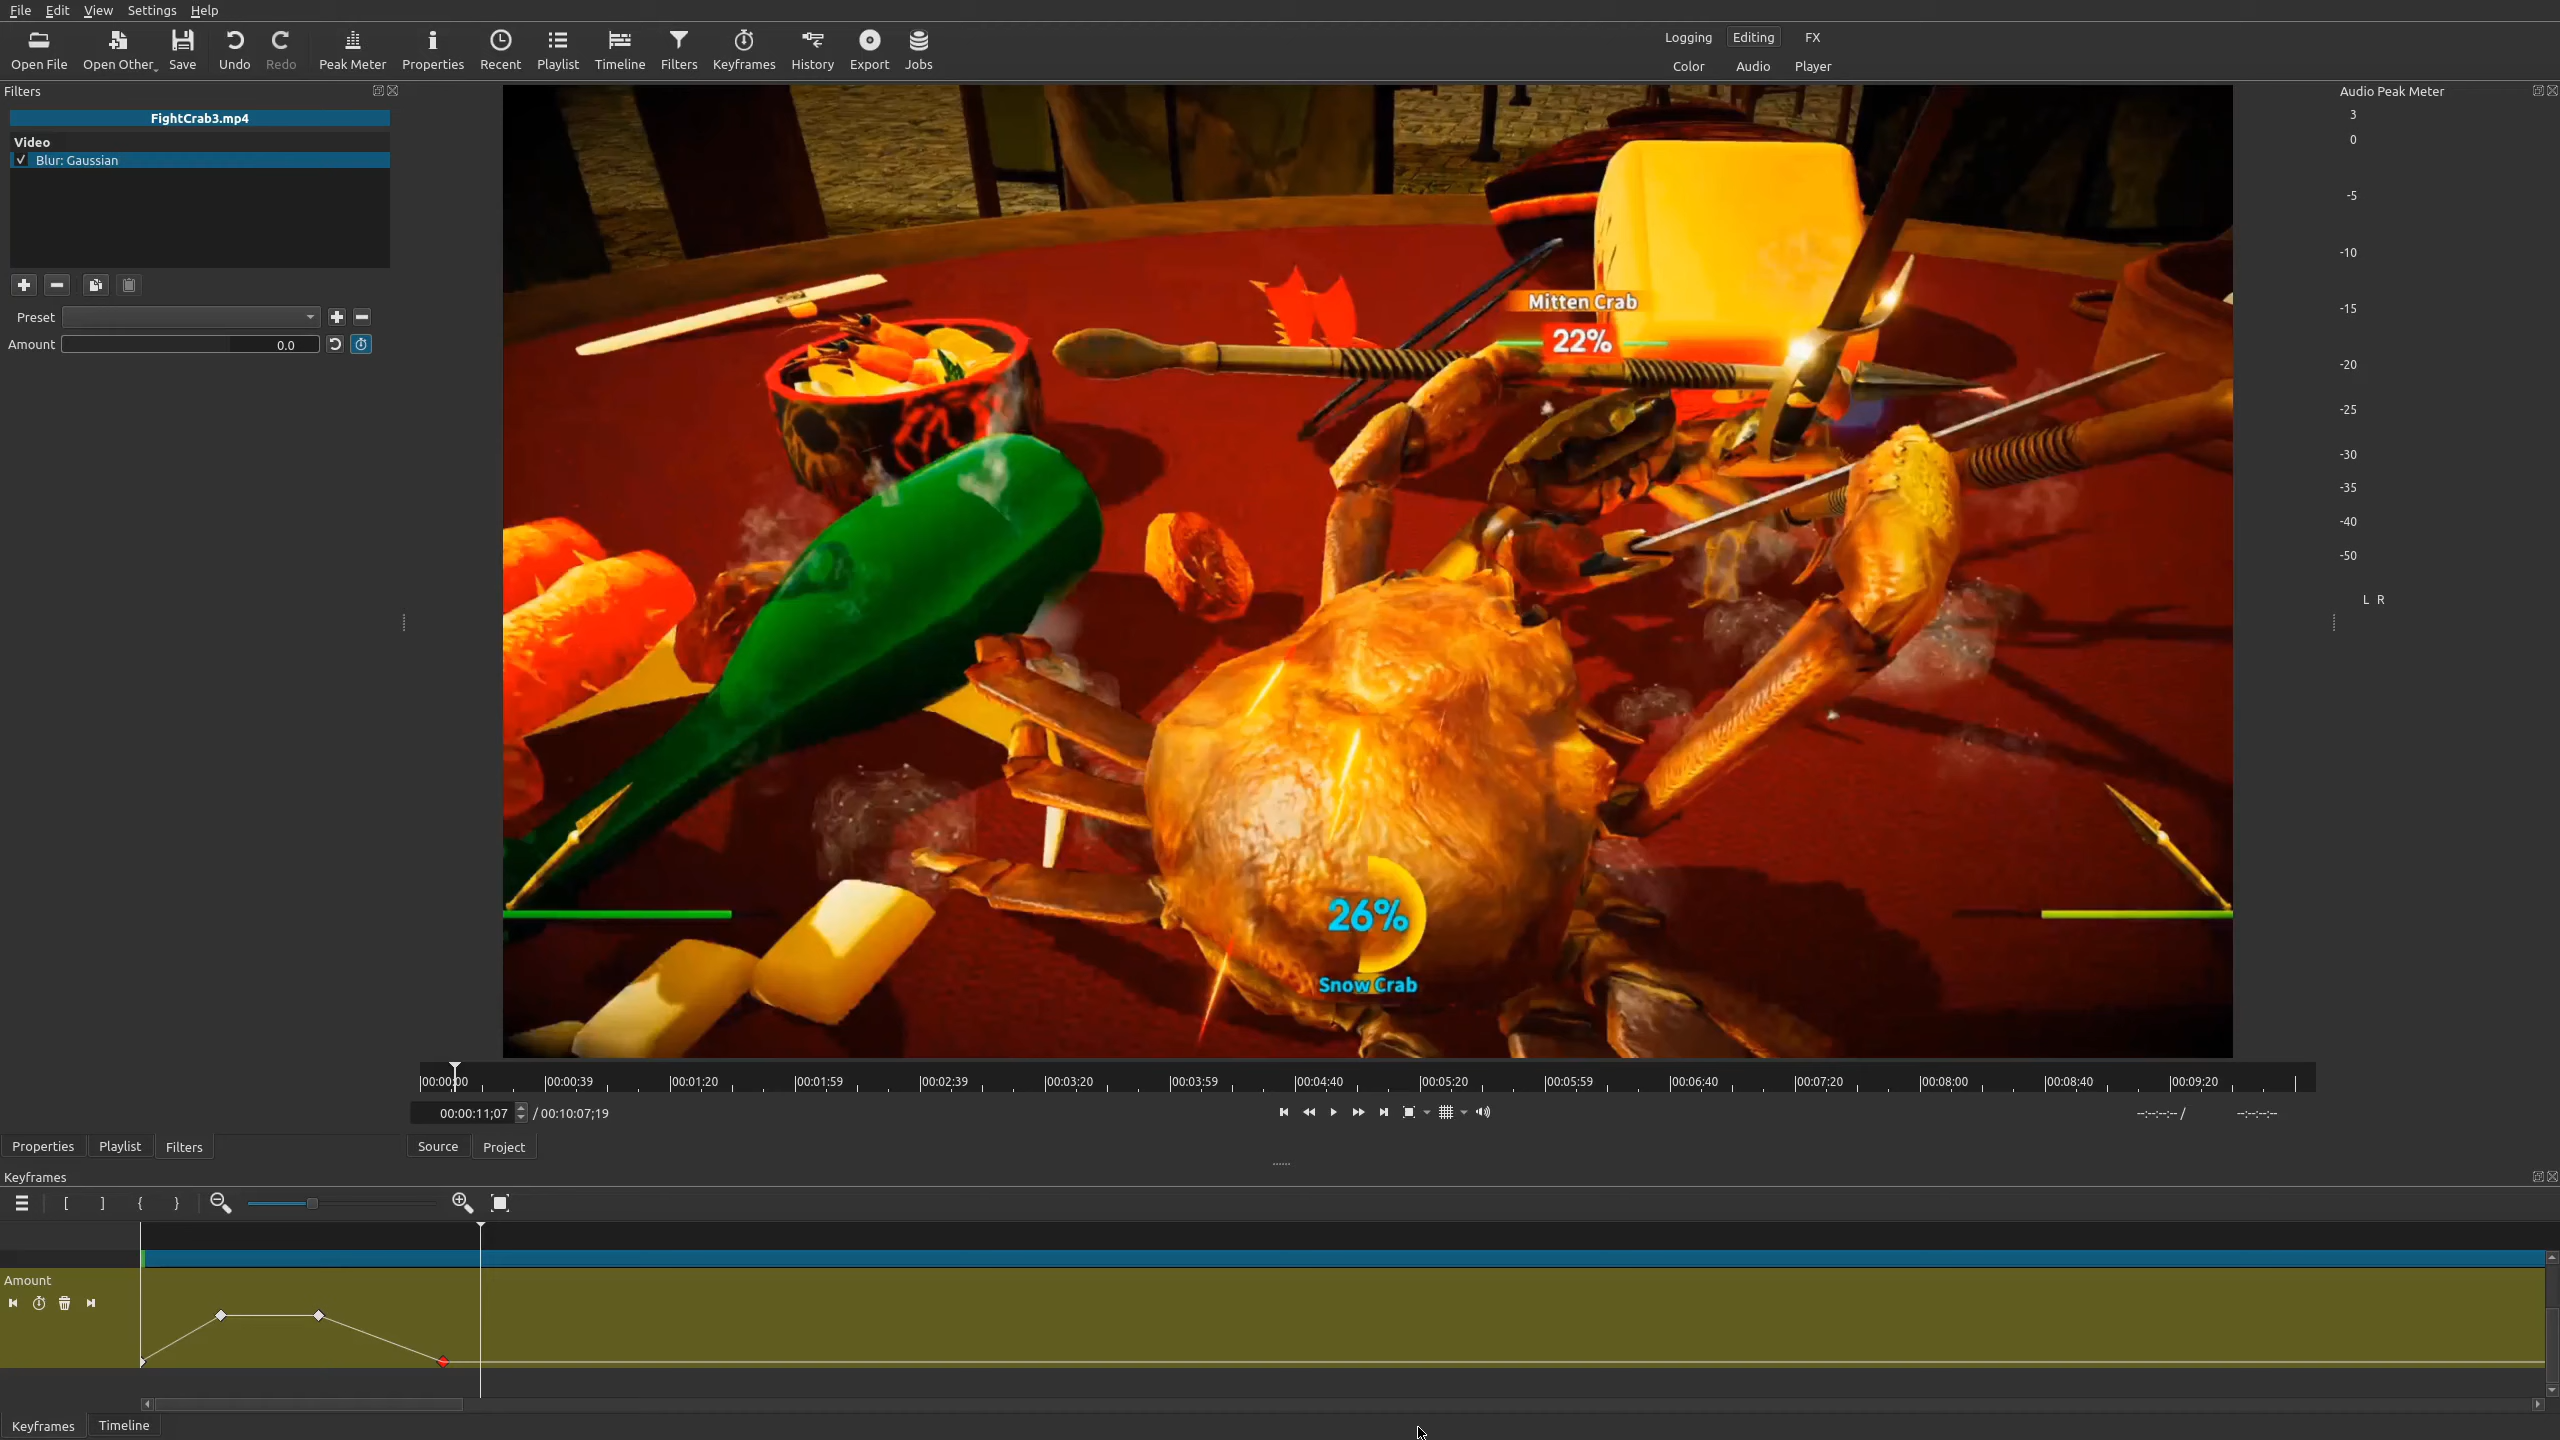 File Edit View Settings Help
Open File Open Other Save Undo Redo Peak Meter Properties Recent Playlist Timeline Filters Keyframes History Export Jobs
Logging Editing FX
Color Audio Player
Filters
FightCrab3.mp4
Video
Blur: Gaussian
Preset
Amount 0.0
Mitten Crab
22%
26%
Snow Crab
Audio Peak Meter
3
0
-5
-10
-15
-20
-25
-30
-35
-40
-50
L R
00:00:00 00:00:39 00:01:20 00:01:59 00:02:39 00:03:20 00:03:59 00:04:40 00:05:20 00:05:59 00:06:40 00:07:20 00:08:00 00:08:40 00:09:20
00:00:11;07 / 00:10:07;19 --:--:--:-- / --:--:--:--
Properties Playlist Filters Source Project
Keyframes
[ ] { }
Amount
Keyframes Timeline